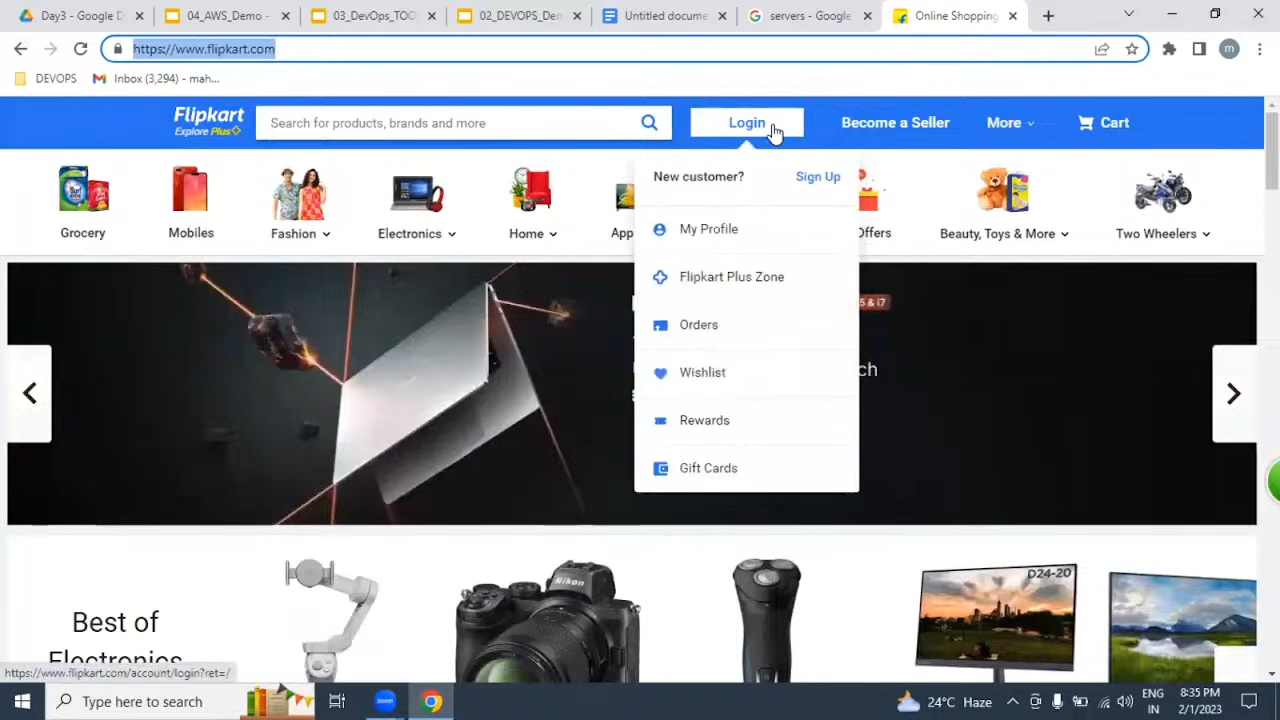 Day3 - Google D
04_AWS_Demo -
03_DevOps_TOO
02_DEVOPS_Dem
Untitled docume
servers - Google
Online Shopping
https://www.flipkart.com
m
DEVOPS
Inbox (3,294) - mah...
Flipkart
Explore Plus
Search for products, brands and more
Login
Become a Seller
More
Cart
New customer?
Sign Up
Grocery
Mobiles
Fashion
Electronics
Home
App
Offers
Beauty, Toys & More
Two Wheelers
My Profile
Flipkart Plus Zone
Orders
Wishlist
Rewards
Gift Cards
5 & i7
ch
Best of
Electronics
Nikon
D24-20
https://www.flipkart.com/account/login?ret=/
Type here to search
zoom
24°C Haze
ENG
IN
8:35 PM
2/1/2023